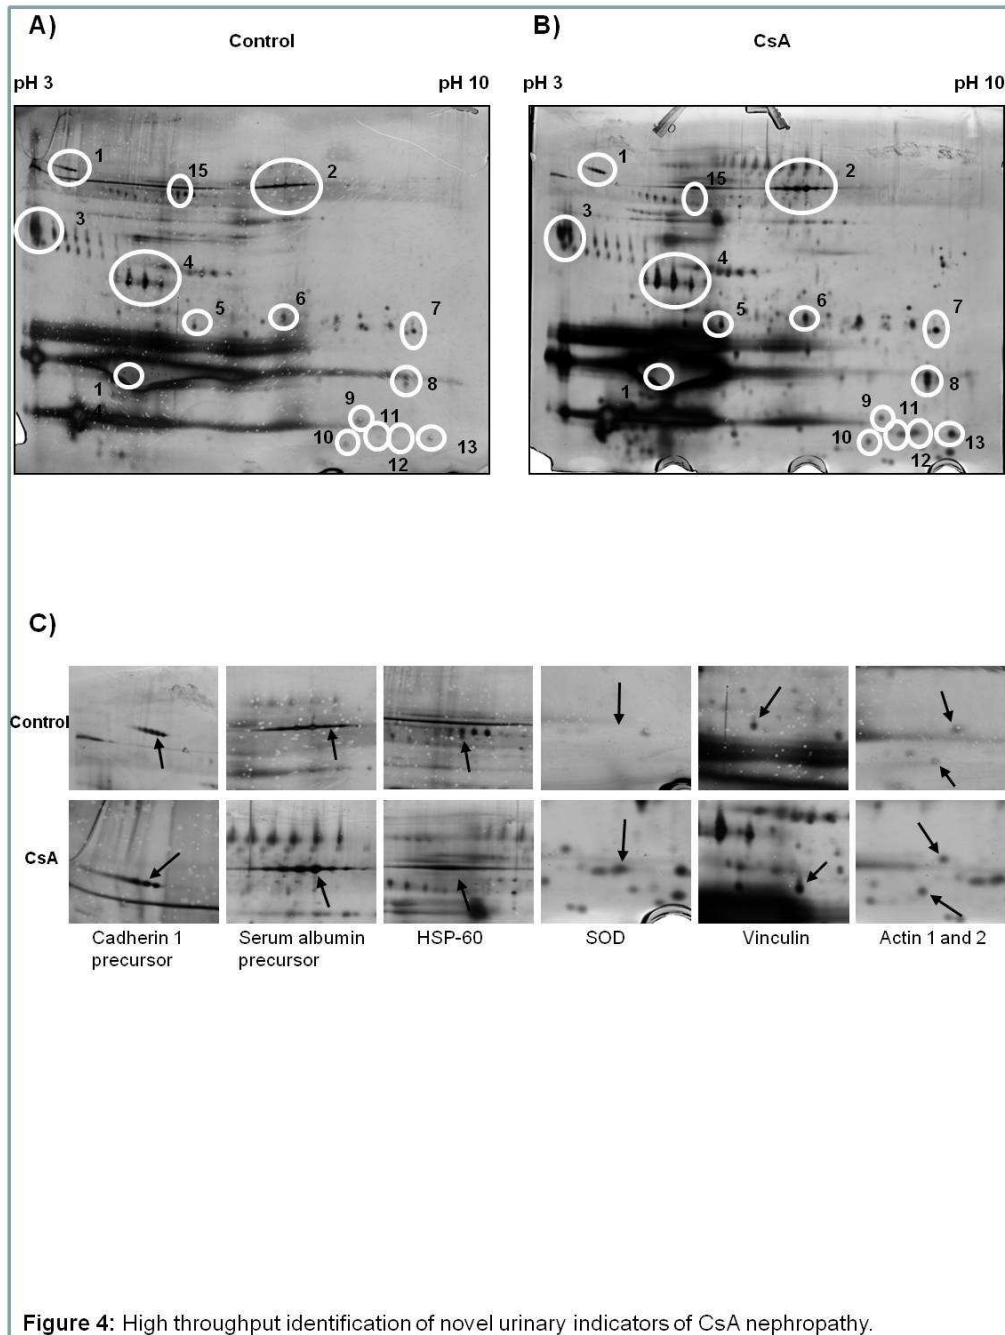 A)
Control
pH 3
pH 10
1
15
2
3
4
5
6
7
1
8
9
11
10
12
13
B)
CsA
pH 3
pH 10
1
15
2
3
4
5
6
7
1
8
9
11
10
12
13
C)
Control
CsA
Cadherin 1
precursor
Serum albumin
precursor
HSP-60
SOD
Vinculin
Actin 1 and 2
Figure 4: High throughput identification of novel urinary indicators of CsA nephropathy.